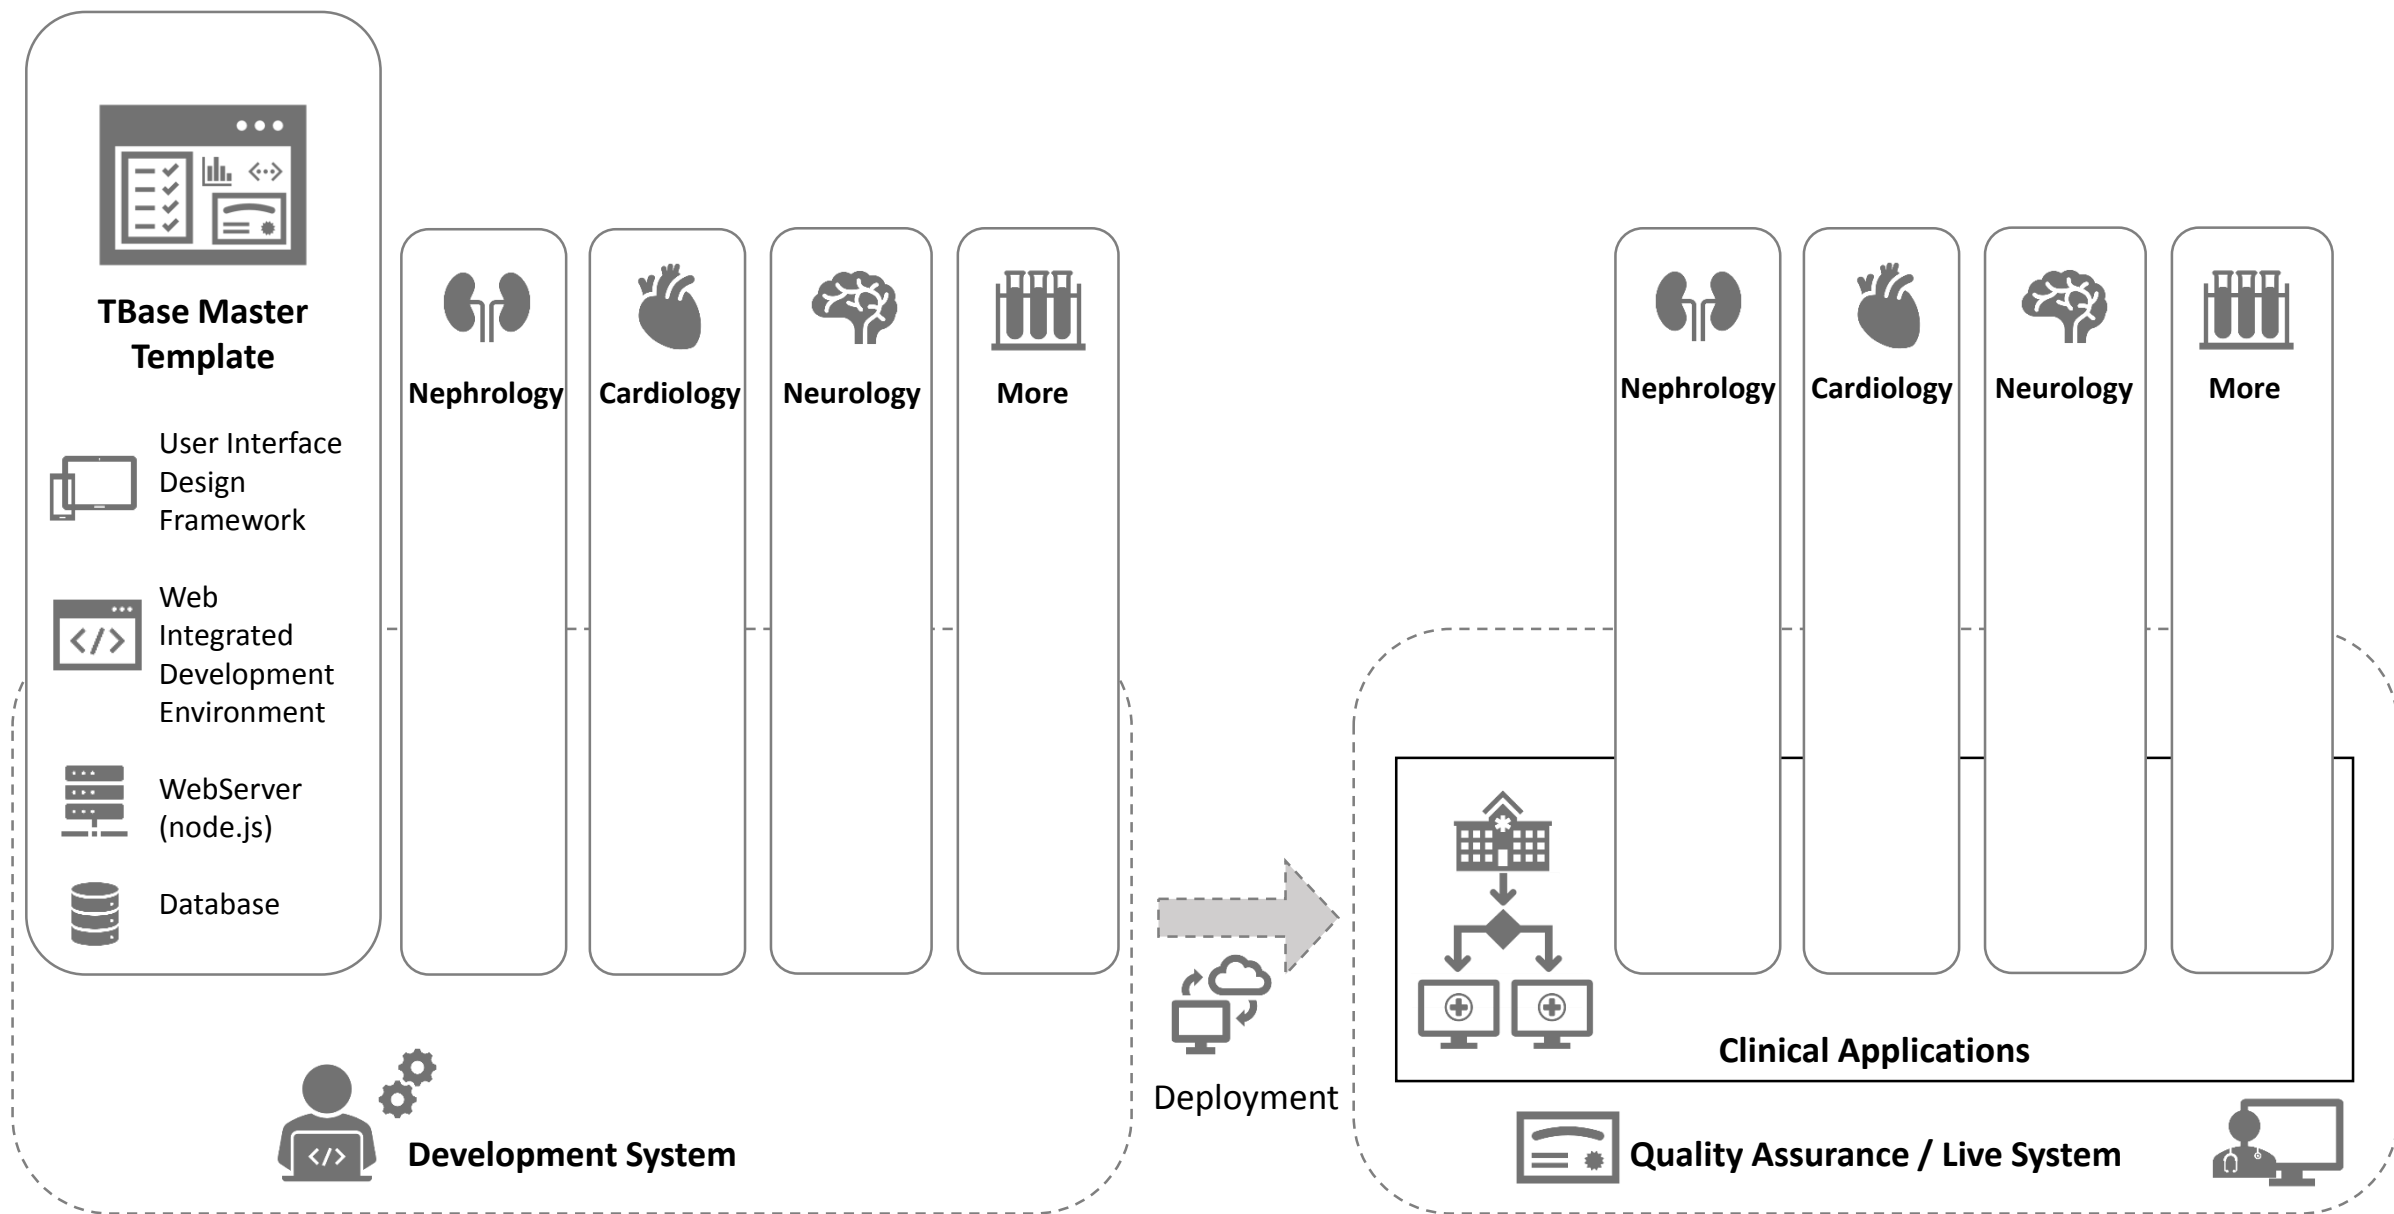 TBase Master
Template
User Interface
Design
Framework
Web
Integrated
Development
Environment
WebServer
(node.js)
Database
Nephrology
Cardiology
Neurology
More
Development System
Deployment
Nephrology
Cardiology
Neurology
More
Clinical Applications
Quality Assurance / Live System